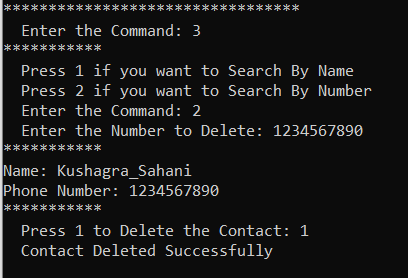 *********************************
Enter the Command: 3
***********
Press 1 if you want to Search By Name
Press 2 if you want to Search By Number
Enter the Command: 2
Enter the Number to Delete: 1234567890
***********
Name: Kushagra_Sahani
Phone Number: 1234567890
***********
Press 1 to Delete the Contact: 1
Contact Deleted Successfully